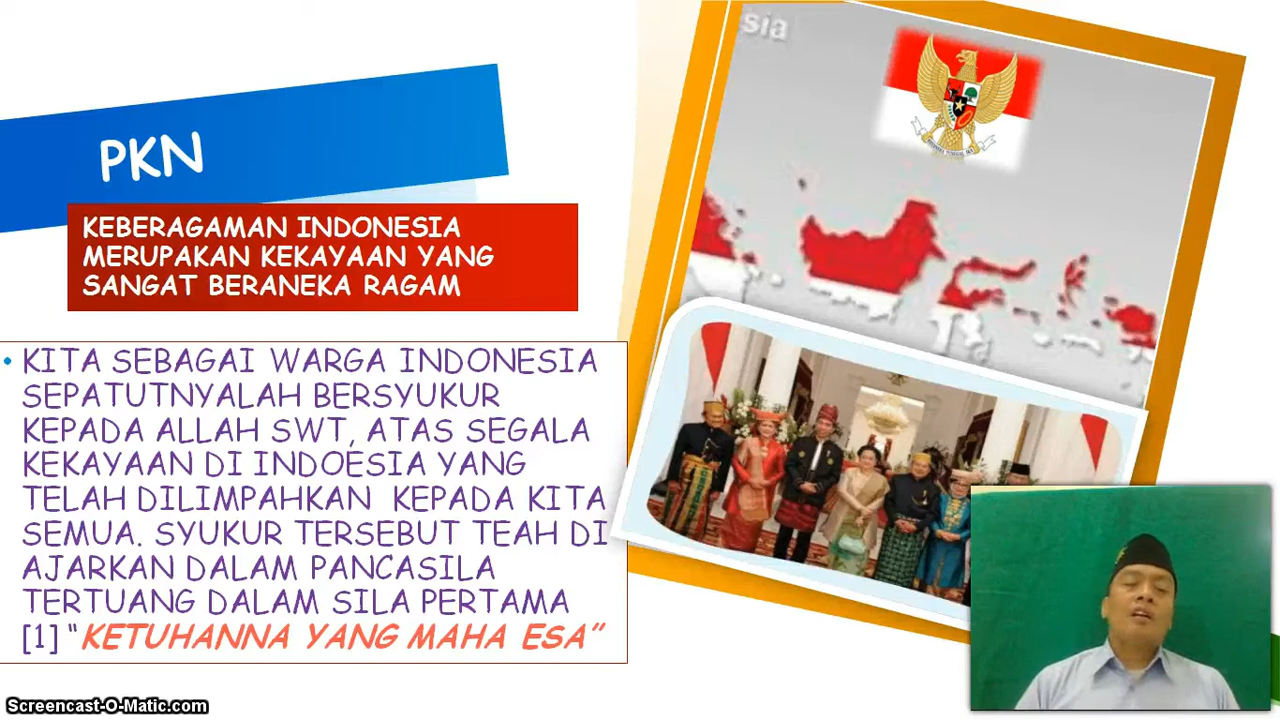 sia
PKN
KEBERAGAMAN INDONESIA
MERUPAKAN KEKAYAAN YANG
SANGAT BERANEKA RAGAM
• KITA SEBAGAI WARGA INDONESIA
SEPATUTNYALAH BERSYUKUR
KEPADA ALLAH SWT, ATAS SEGALA
KEKAYAAN DI INDOESIA YANG
TELAH DILIMPAHKAN KEPADA KITA
SEMUA. SYUKUR TERSEBUT TEAH DI
AJARKAN DALAM PANCASILA
TERTUANG DALAM SILA PERTAMA
[1] “KETUHANNA YANG MAHA ESA”
Screencast-O-Matic.com